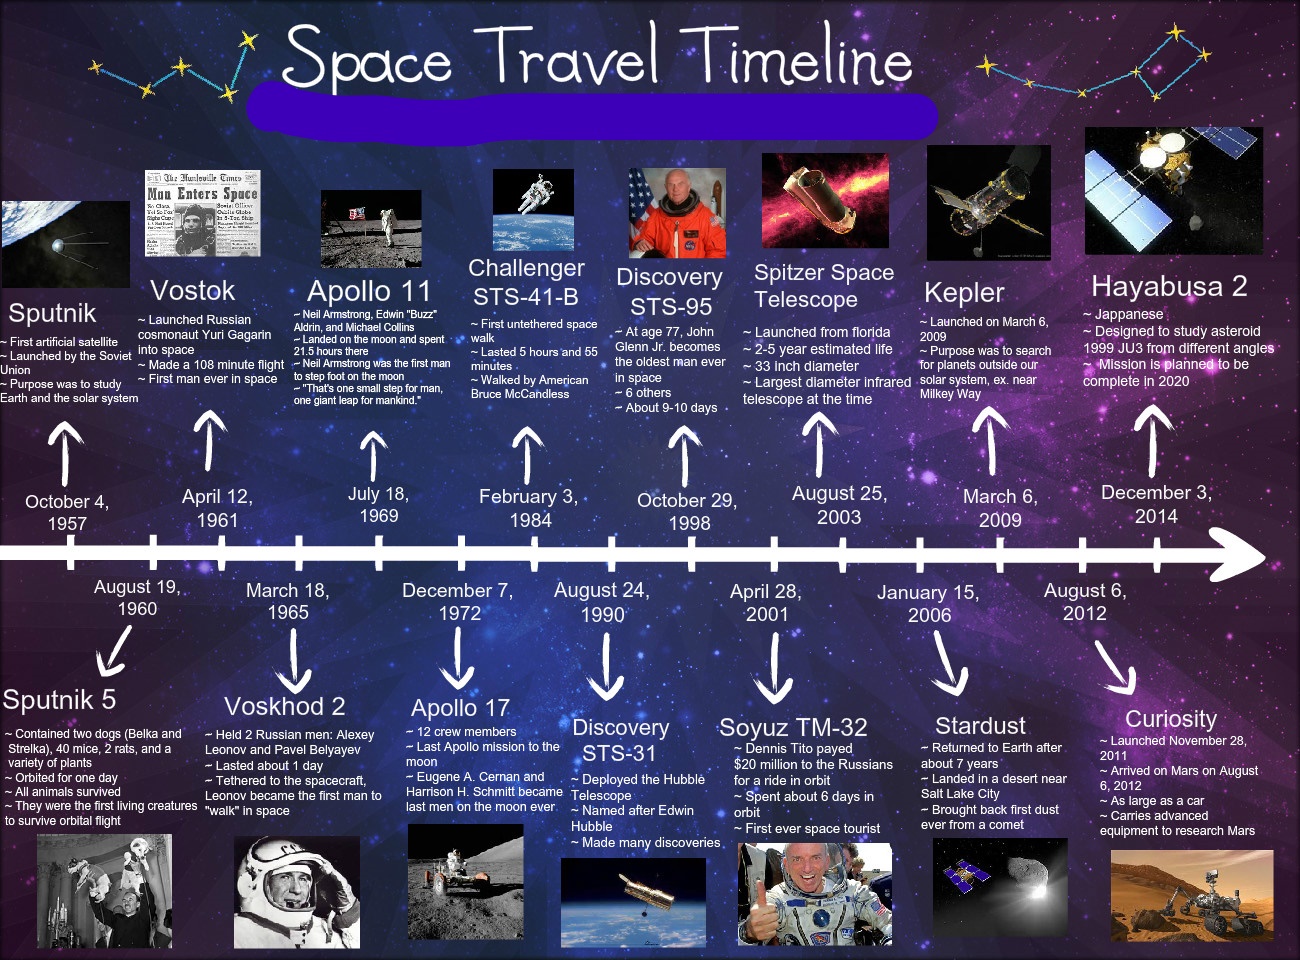 Space Travel Timeline
The Huntsville Times
Man Enters Space
Sputnik
~ First artificial satellite
~ Launched by the Soviet
Union
~ Purpose was to study
Earth and the solar system
October 4,
1957
Vostok
~ Launched Russian
cosmonaut Yuri Gagarin
into space
~ Made a 108 minute flight
~ First man ever in space
April 12,
1961
Apollo 11
~ Neil Armstrong, Edwin "Buzz"
Aldrin, and Michael Collins
~ Landed on the moon and spent
21.5 hours there
~ Neil Armstrong was the first man
to step foot on the moon
~ "That's one small step for man,
one giant leap for mankind."
July 18,
1969
Challenger
STS-41-B
~ First untethered space
walk
~ Lasted 5 hours and 55
minutes
~ Walked by American
Bruce McCandless
February 3,
1984
Discovery
STS-95
~ At age 77, John
Glenn Jr. becomes
the oldest man ever
in space
~ 6 others
~ About 9-10 days
October 29,
1998
Spitzer Space
Telescope
~ Launched from florida
~ 2-5 year estimated life
~ 33 inch diameter
~ Largest diameter infrared
telescope at the time
August 25,
2003
Kepler
~ Launched on March 6,
2009
~ Purpose was to search
for planets outside our
solar system, ex. near
Milkey Way
March 6,
2009
Hayabusa 2
~ Jappanese
~ Designed to study asteroid
1999 JU3 from different angles
~ Mission is planned to be
complete in 2020
December 3,
2014
August 19,
1960
Sputnik 5
~ Contained two dogs (Belka and
Strelka), 40 mice, 2 rats, and a
variety of plants
~ Orbited for one day
~ All animals survived
~ They were the first living creatures
to survive orbital flight
March 18,
1965
Voskhod 2
~ Held 2 Russian men: Alexey
Leonov and Pavel Belyayev
~ Lasted about 1 day
~ Tethered to the spacecraft,
Leonov became the first man to
"walk" in space
December 7,
1972
Apollo 17
~ 12 crew members
~ Last Apollo mission to the
moon
~ Eugene A. Cernan and
Harrison H. Schmitt became
last men on the moon ever
August 24,
1990
Discovery
STS-31
~ Deployed the Hubble
Telescope
~ Named after Edwin
Hubble
~ Made many discoveries
April 28,
2001
Soyuz TM-32
~ Dennis Tito payed
$20 million to the Russians
for a ride in orbit
~ Spent about 6 days in
orbit
~ First ever space tourist
January 15,
2006
Stardust
~ Returned to Earth after
about 7 years
~ Landed in a desert near
Salt Lake City
~ Brought back first dust
ever from a comet
August 6,
2012
Curiosity
~ Launched November 28,
2011
~ Arrived on Mars on August
6, 2012
~ As large as a car
~ Carries advanced
equipment to research Mars